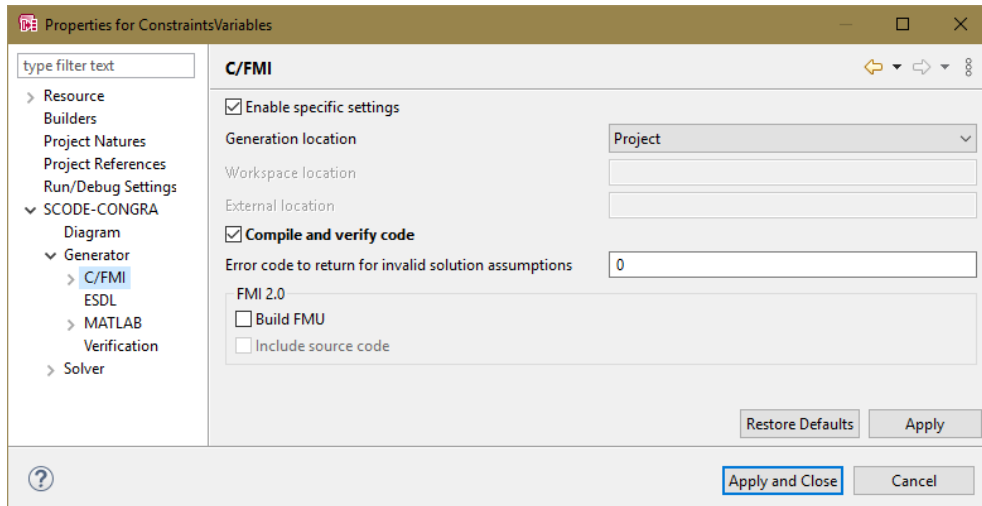 Properties for ConstraintsVariables
type filter text
Resource
Builders
Project Natures
Project References
Run/Debug Settings
SCODE-CONGRA
Diagram
Generator
C/FMI
ESDL
MATLAB
Verification
Solver
C/FMI
Enable specific settings
Generation location Project
Workspace location
External location
Compile and verify code
Error code to return for invalid solution assumptions 0
FMI 2.0
Build FMU
Include source code
Restore Defaults Apply
Apply and Close Cancel